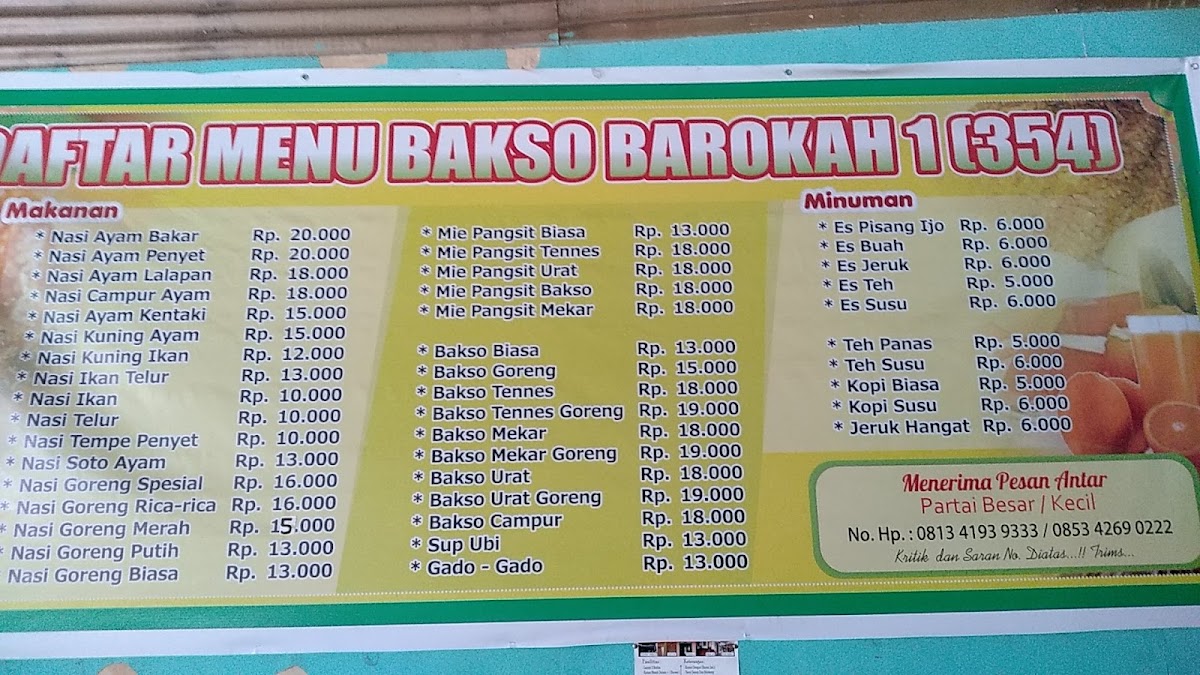 DAFTAR MENU BAKSO BAROKAH 1 (354)
Makanan
* Nasi Ayam Bakar Rp. 20.000
* Nasi Ayam Penyet Rp. 20.000
* Nasi Ayam Lalapan Rp. 18.000
* Nasi Campur Ayam Rp. 18.000
* Nasi Ayam Kentaki Rp. 15.000
* Nasi Kuning Ayam Rp. 15.000
* Nasi Kuning Ikan Rp. 12.000
* Nasi Ikan Telur Rp. 13.000
* Nasi Ikan Rp. 10.000
* Nasi Telur Rp. 10.000
* Nasi Tempe Penyet Rp. 10.000
* Nasi Soto Ayam Rp. 13.000
* Nasi Goreng Spesial Rp. 16.000
* Nasi Goreng Rica-rica Rp. 16.000
* Nasi Goreng Merah Rp. 15.000
* Nasi Goreng Putih Rp. 13.000
Nasi Goreng Biasa Rp. 13.000
* Mie Pangsit Biasa Rp. 13.000
* Mie Pangsit Tennes Rp. 18.000
* Mie Pangsit Urat Rp. 18.000
* Mie Pangsit Bakso Rp. 18.000
* Mie Pangsit Mekar Rp. 18.000
* Bakso Biasa Rp. 13.000
* Bakso Goreng Rp. 15.000
* Bakso Tennes Rp. 18.000
* Bakso Tennes Goreng Rp. 19.000
* Bakso Mekar Rp. 18.000
* Bakso Mekar Goreng Rp. 19.000
* Bakso Urat Rp. 18.000
* Bakso Urat Goreng Rp. 19.000
* Bakso Campur Rp. 18.000
* Sup Ubi Rp. 13.000
* Gado - Gado Rp. 13.000
Minuman
* Es Pisang Ijo Rp. 6.000
* Es Buah Rp. 6.000
* Es Jeruk Rp. 6.000
* Es Teh Rp. 5.000
* Es Susu Rp. 6.000
* Teh Panas Rp. 5.000
* Teh Susu Rp. 6.000
* Kopi Biasa Rp. 5.000
* Kopi Susu Rp. 6.000
* Jeruk Hangat Rp. 6.000
Menerima Pesan Antar
Partai Besar / Kecil
No. Hp. : 0813 4193 9333 / 0853 4269 0222
Kritik dan Saran No. Diatas...!! Trims...